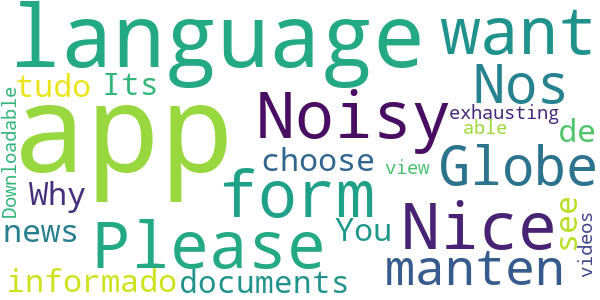 language
want
tudo
Its
Nos
app
Noisy
exhausting
able
de
Downloadable
choose
view
Globe
Why
form
Nice
see
videos
news
Please
You
manten
informado
documents